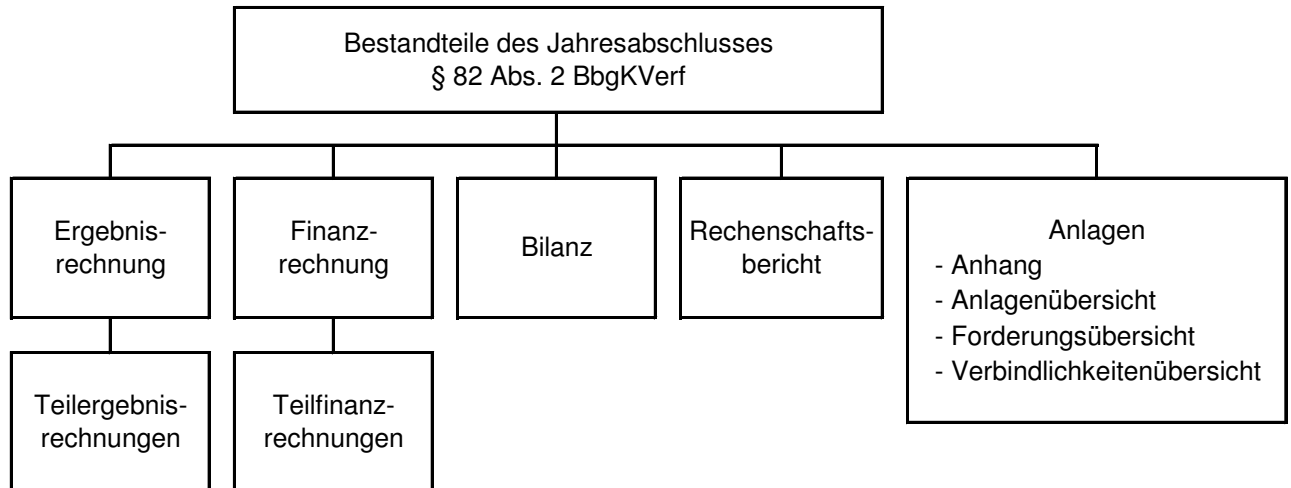 Bestandteile des Jahresabschlusses
§ 82 Abs. 2 BbgKVerf
Ergebnis-
rechnung
Finanz-
rechnung
Bilanz
Rechenschafts-
bericht
Anlagen
- Anhang
- Anlagenübersicht
- Forderungsübersicht
- Verbindlichkeitenübersicht
Teilergebnis-
rechnungen
Teilfinanz-
rechnungen